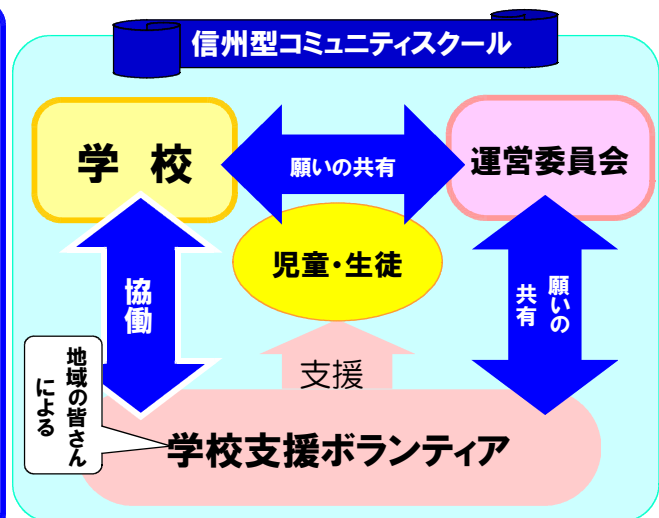 信州型コミュニティスクール
学 校
願いの共有
運営委員会
児童・生徒
協働
願いの
共有
地域の皆さん
による
支援
学校支援ボランティア